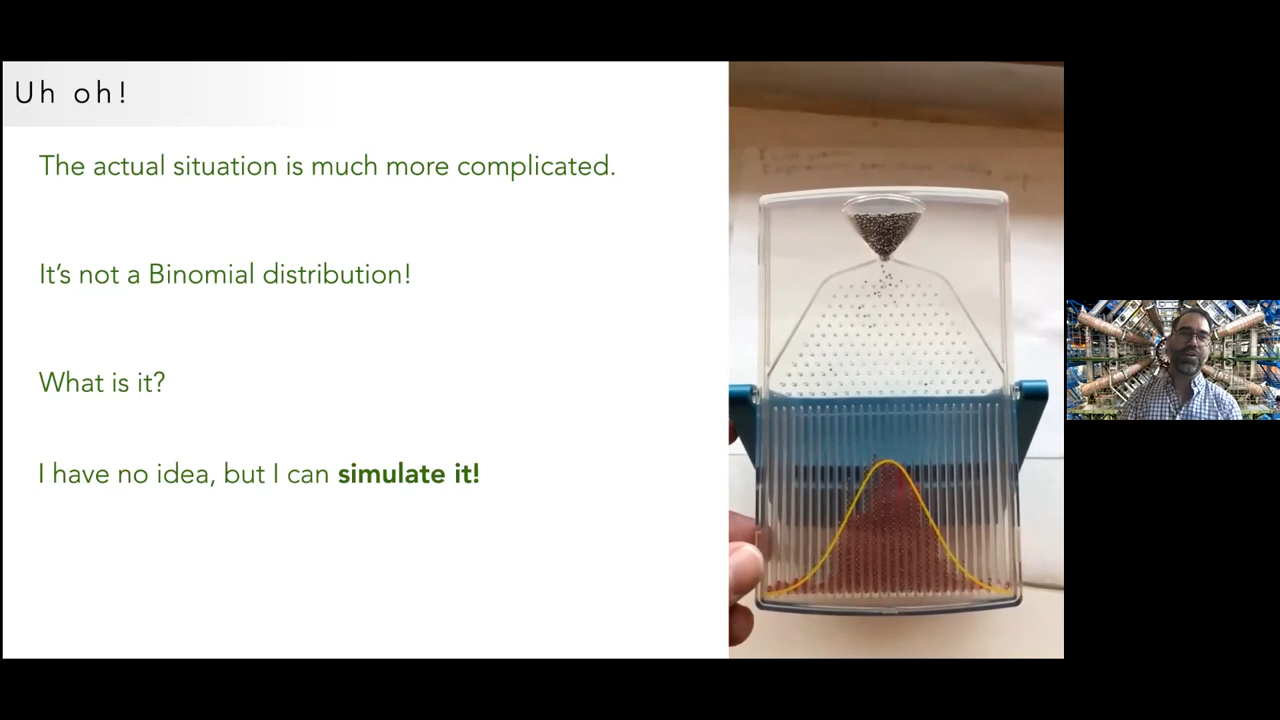 Uh oh!
The actual situation is much more complicated.
It's not a Binomial distribution!
What is it?
I have no idea, but I can simulate it!